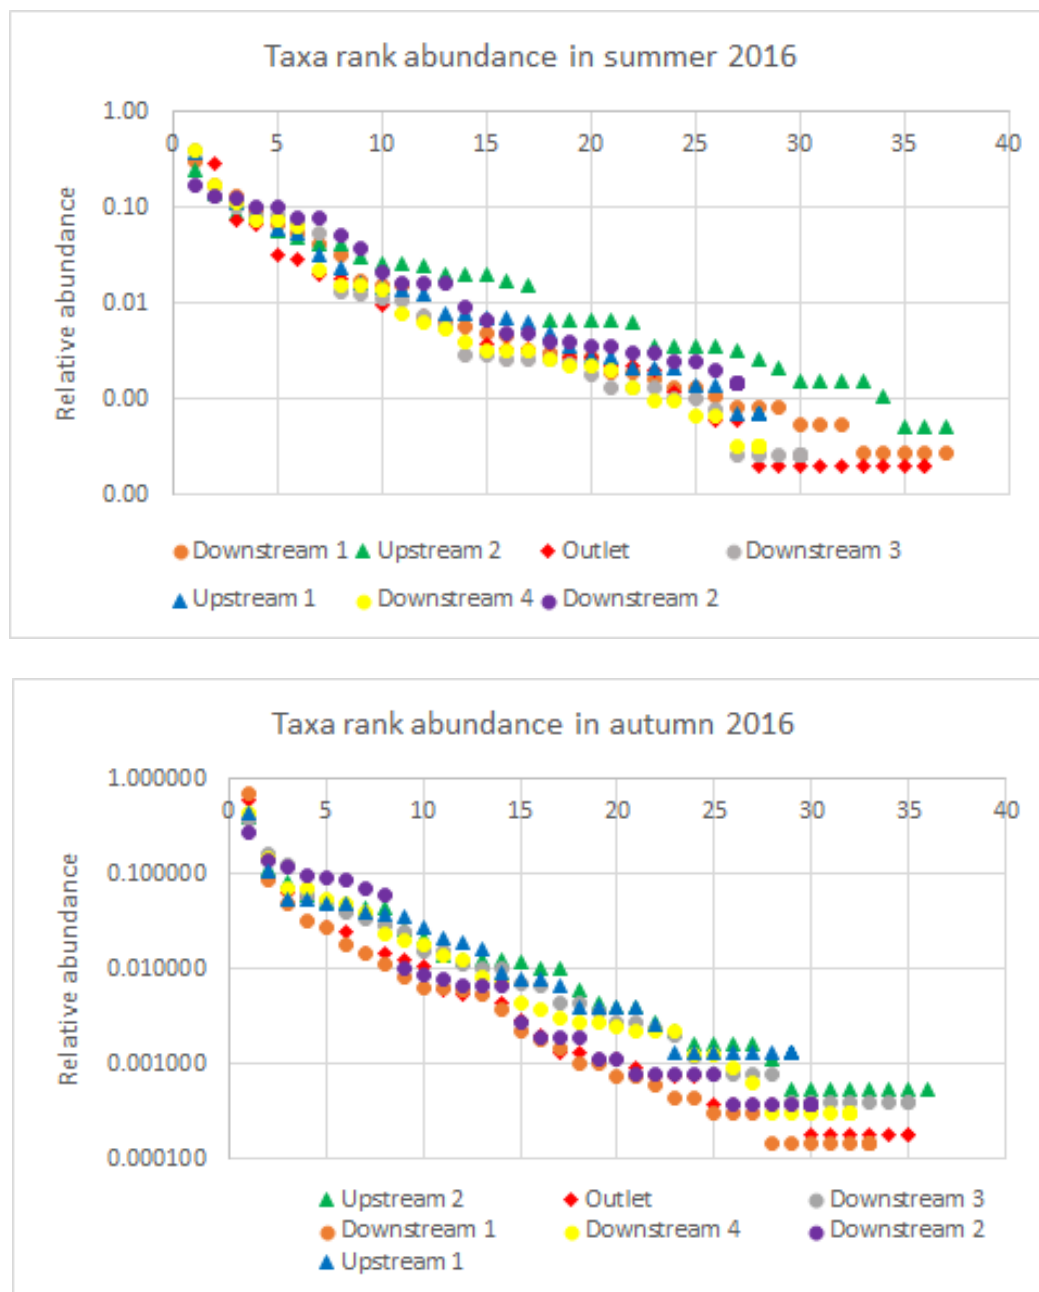 Taxa rank abundance in summer 2016
1.00
0 5 10 15 20 25 30 35 40
0.10
0.01
0.00
0.00
Relative abundance
Downstream 1 Upstream 2 Outlet Downstream 3
Upstream 1 Downstream 4 Downstream 2
Taxa rank abundance in autumn 2016
1.000000
0 5 10 15 20 25 30 35 40
0.100000
0.010000
0.001000
0.000100
Relative abundance
Upstream 2 Outlet Downstream 3
Downstream 1 Downstream 4 Downstream 2
Upstream 1